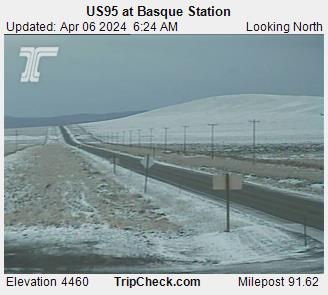 US95 at Basque Station
Updated: Apr 06 2024 6:24 AM Looking North
Elevation 4460 TripCheck.com Milepost 91.62